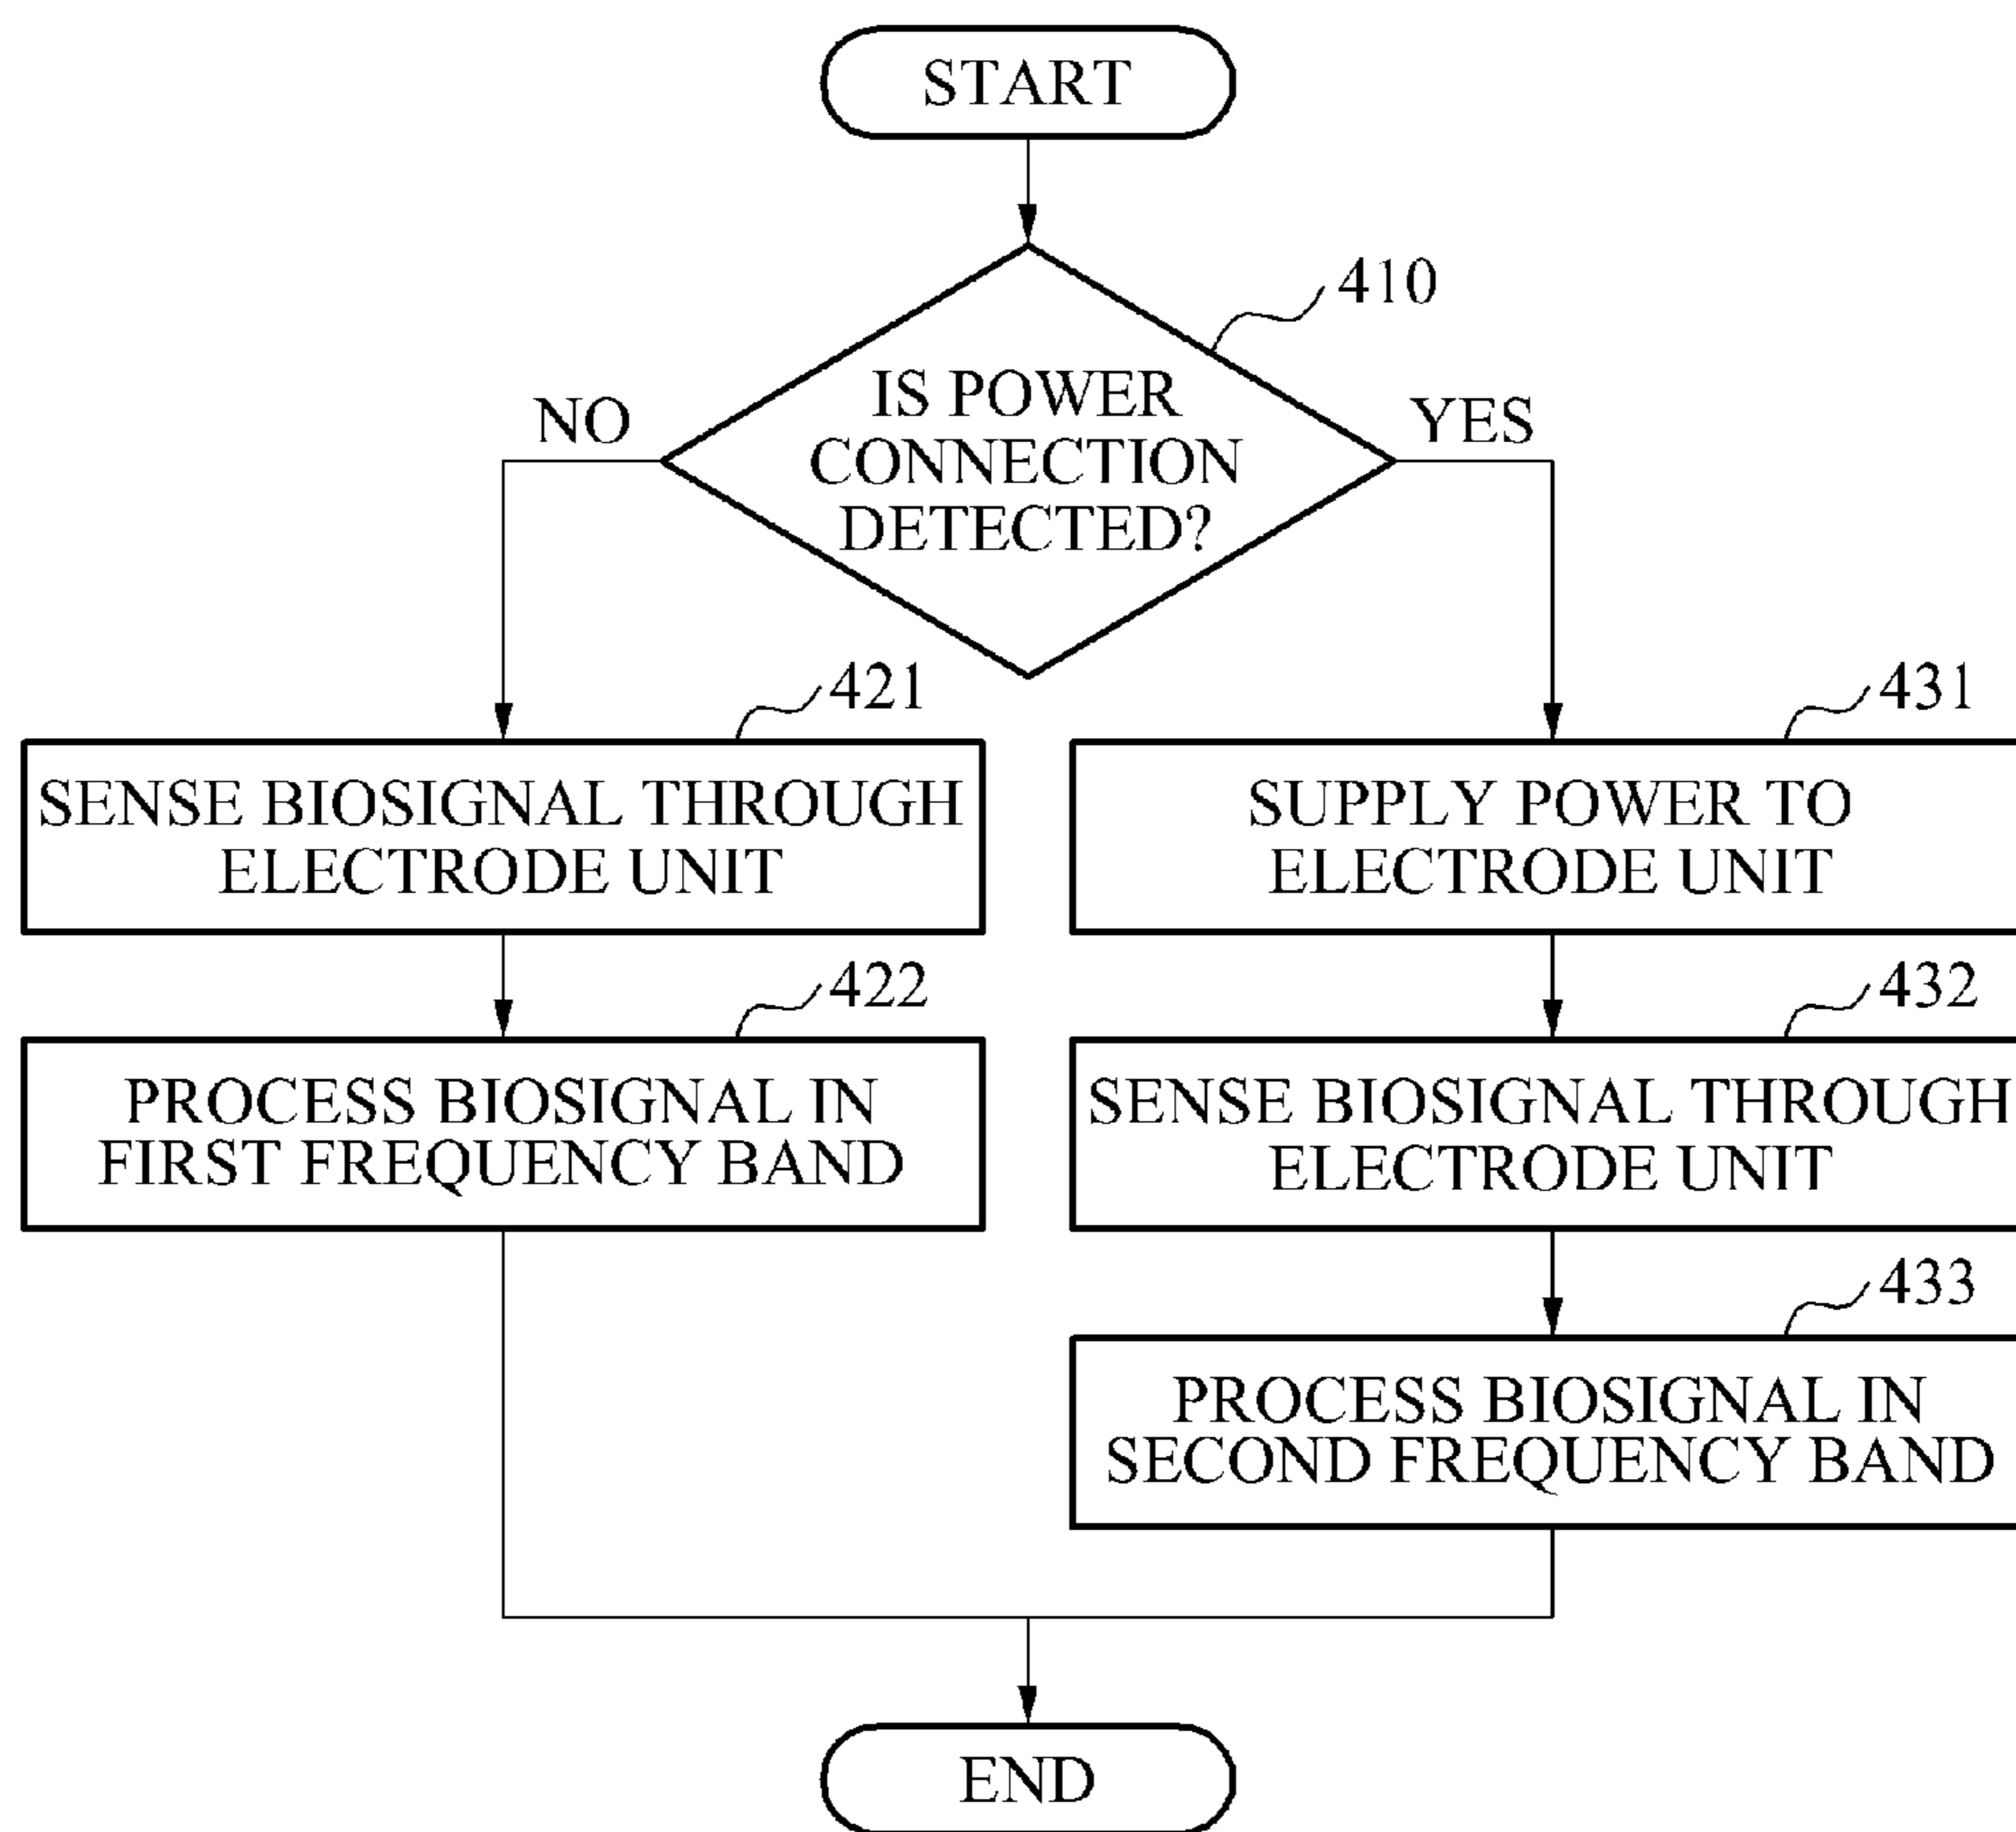 START
410
IS POWER
CONNECTION
DETECTED?
NO
YES
421
SENSE BIOSIGNAL THROUGH
ELECTRODE UNIT
431
SUPPLY POWER TO
ELECTRODE UNIT
422
PROCESS BIOSIGNAL IN
FIRST FREQUENCY BAND
432
SENSE BIOSIGNAL THROUGH
ELECTRODE UNIT
433
PROCESS BIOSIGNAL IN
SECOND FREQUENCY BAND
END